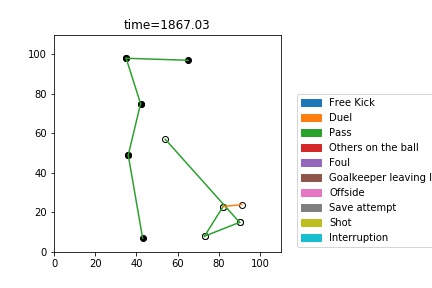 time=1867.03
100
80
60
40
20
0
0 20 40 60 80 100
Free Kick
Duel
Pass
Others on the ball
Foul
Goalkeeper leaving l
Offside
Save attempt
Shot
Interruption